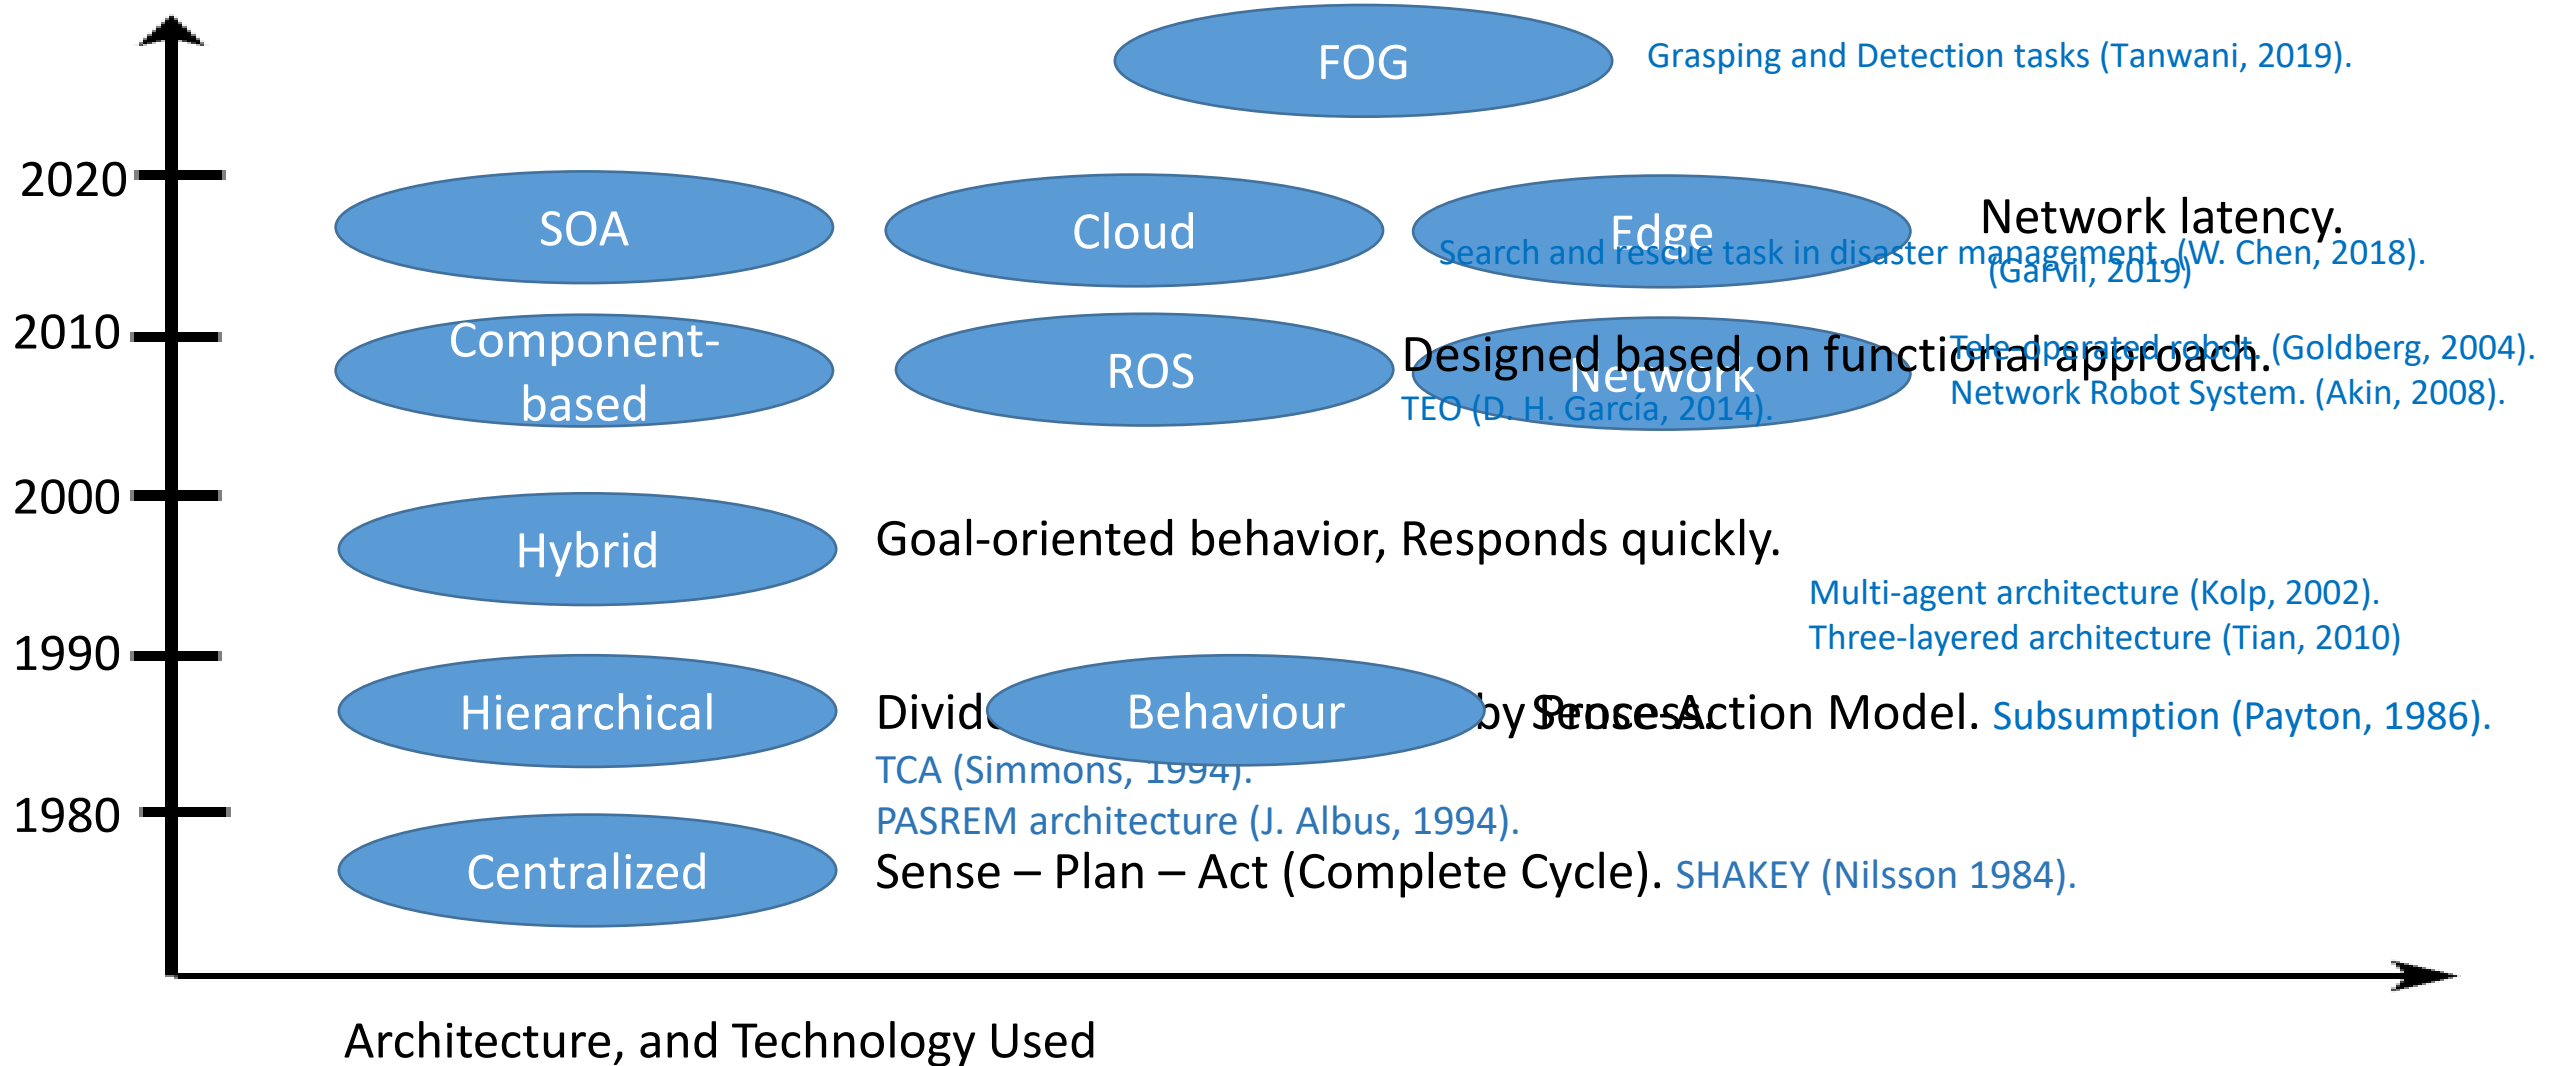 FOG
Grasping and Detection tasks (Tanwani, 2019).
2020
SOA
Cloud
Edge
Network latency.
Search and rescue task in disaster management. (W. Chen, 2018).
(Garvil, 2019)
2010
Component-
based
ROS
Designed based on functional approach.
Network
Tele-operated robot. (Goldberg, 2004).
TEO (D. H. García, 2014).
Network Robot System. (Akin, 2008).
2000
Hybrid
Goal-oriented behavior, Responds quickly.
Multi-agent architecture (Kolp, 2002).
Three-layered architecture (Tian, 2010)
1990
Hierarchical
Behaviour
by Process.
Sense-Action Model. Subsumption (Payton, 1986).
TCA (Simmons, 1994).
PASREM architecture (J. Albus, 1994).
1980
Centralized
Sense – Plan – Act (Complete Cycle). SHAKEY (Nilsson 1984).
Architecture, and Technology Used